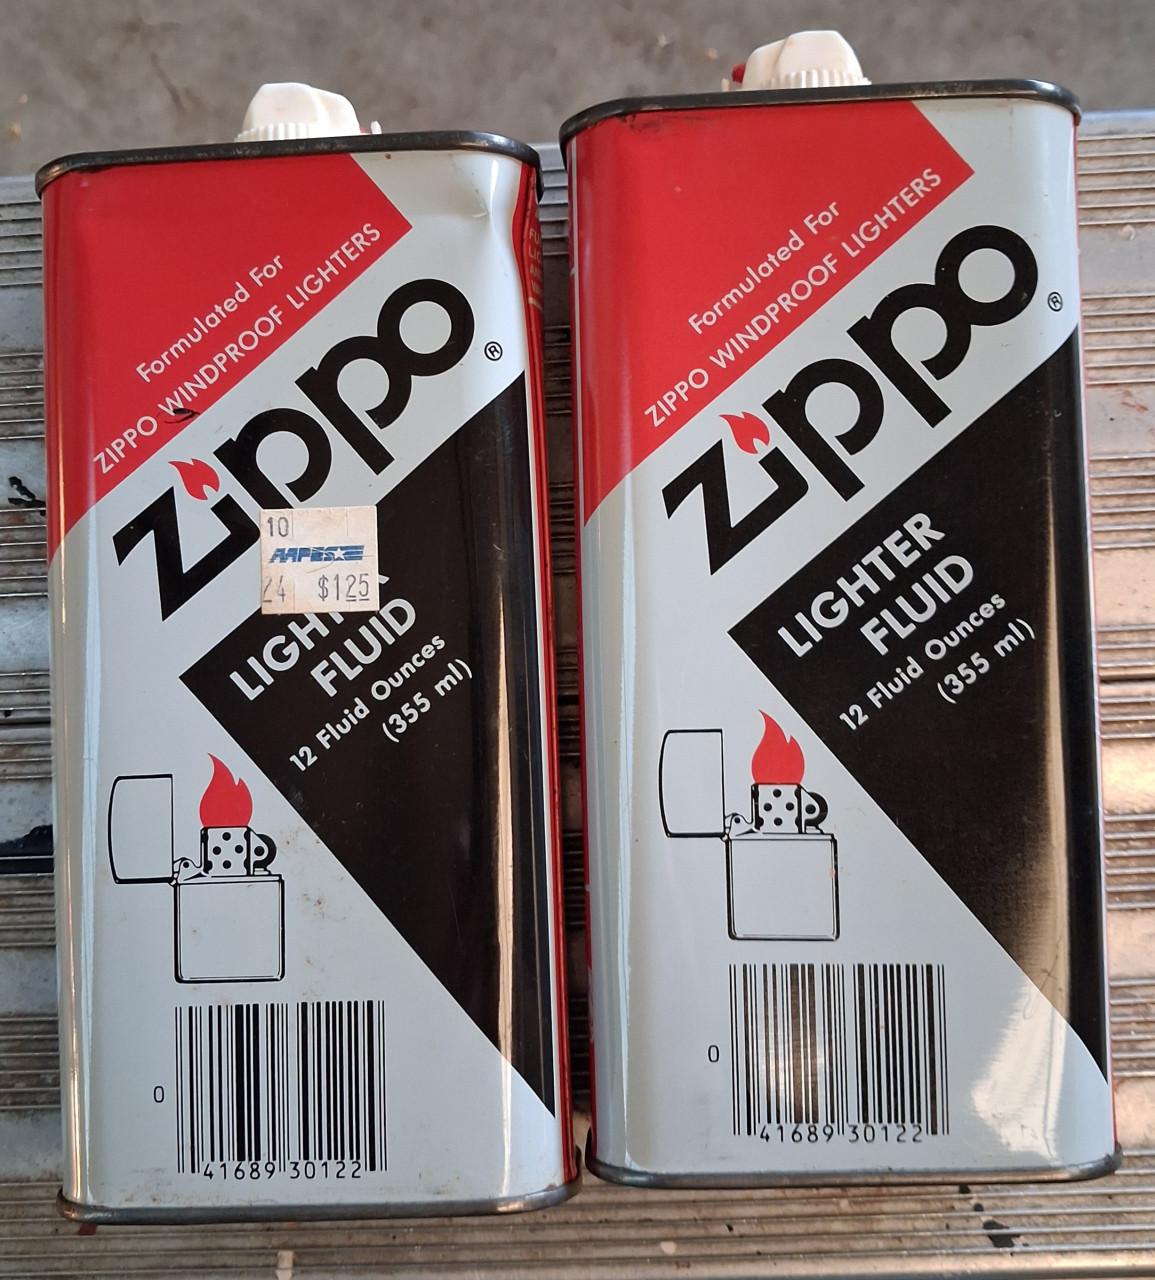 Formulated For
ZIPPO WINDPROOF LIGHTERS
Zippo®
10
AAFES
24 $1.25
LIGHTER
FLUID
12 Fluid Ounces
(355 ml)
0
41689 30122
Formulated For
ZIPPO WINDPROOF LIGHTERS
Zippo®
LIGHTER
FLUID
12 Fluid Ounces
(355 ml)
0
41689 30122